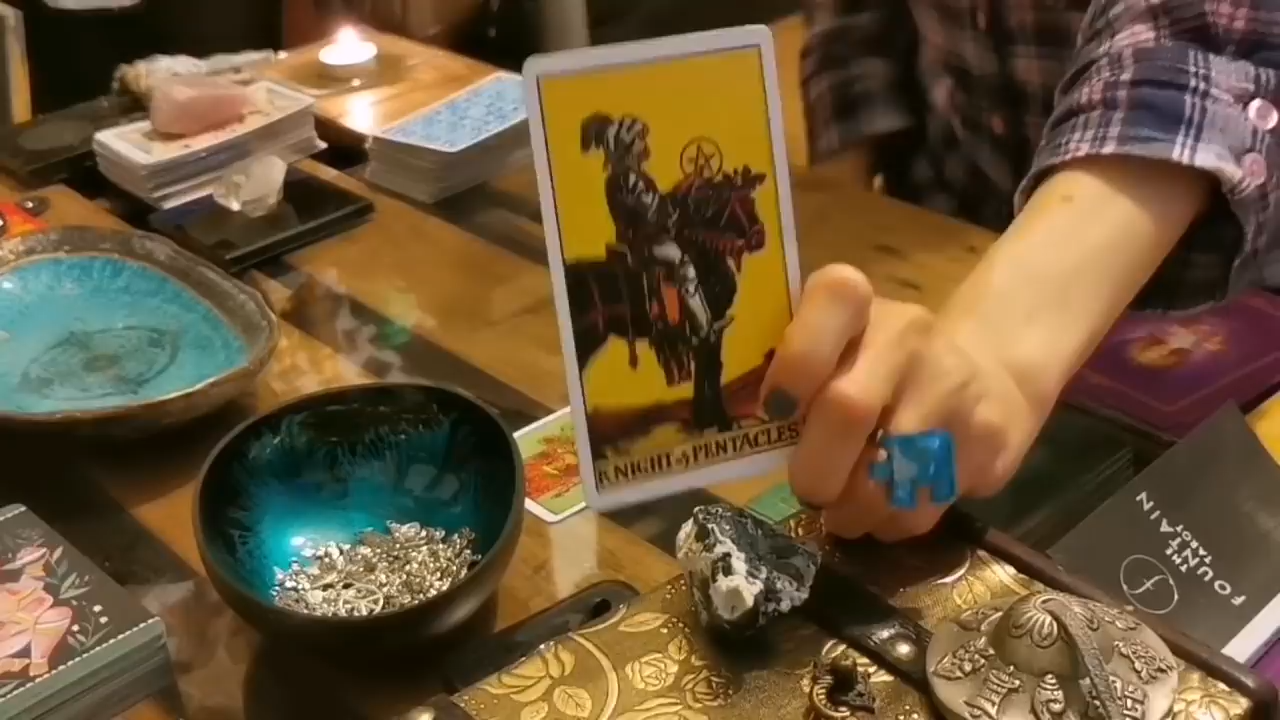 KNIGHT of PENTACLES
THE
FOUNTAIN
TAROT
f